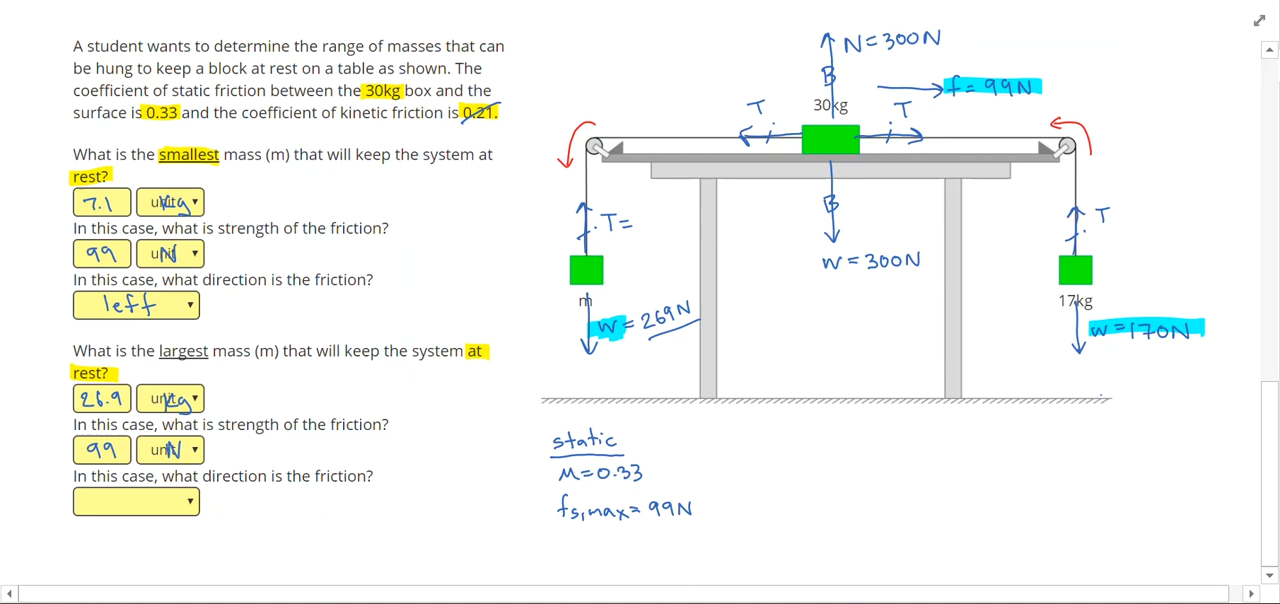 A student wants to determine the range of masses that can
be hung to keep a block at rest on a table as shown. The
coefficient of static friction between the 30kg box and the
surface is 0.33 and the coefficient of kinetic friction is 0.21.
What is the smallest mass (m) that will keep the system at
rest?
7.1 kg
In this case, what is strength of the friction?
99 N
In this case, what direction is the friction?
left
What is the largest mass (m) that will keep the system at
rest?
26.9 kg
In this case, what is strength of the friction?
99 N
In this case, what direction is the friction?
N = 300N
B
f = 99N
30kg
T
T
B
W = 300N
T=
m
W = 269N
T
17kg
W = 170N
static
M = 0.33
fs,max = 99N